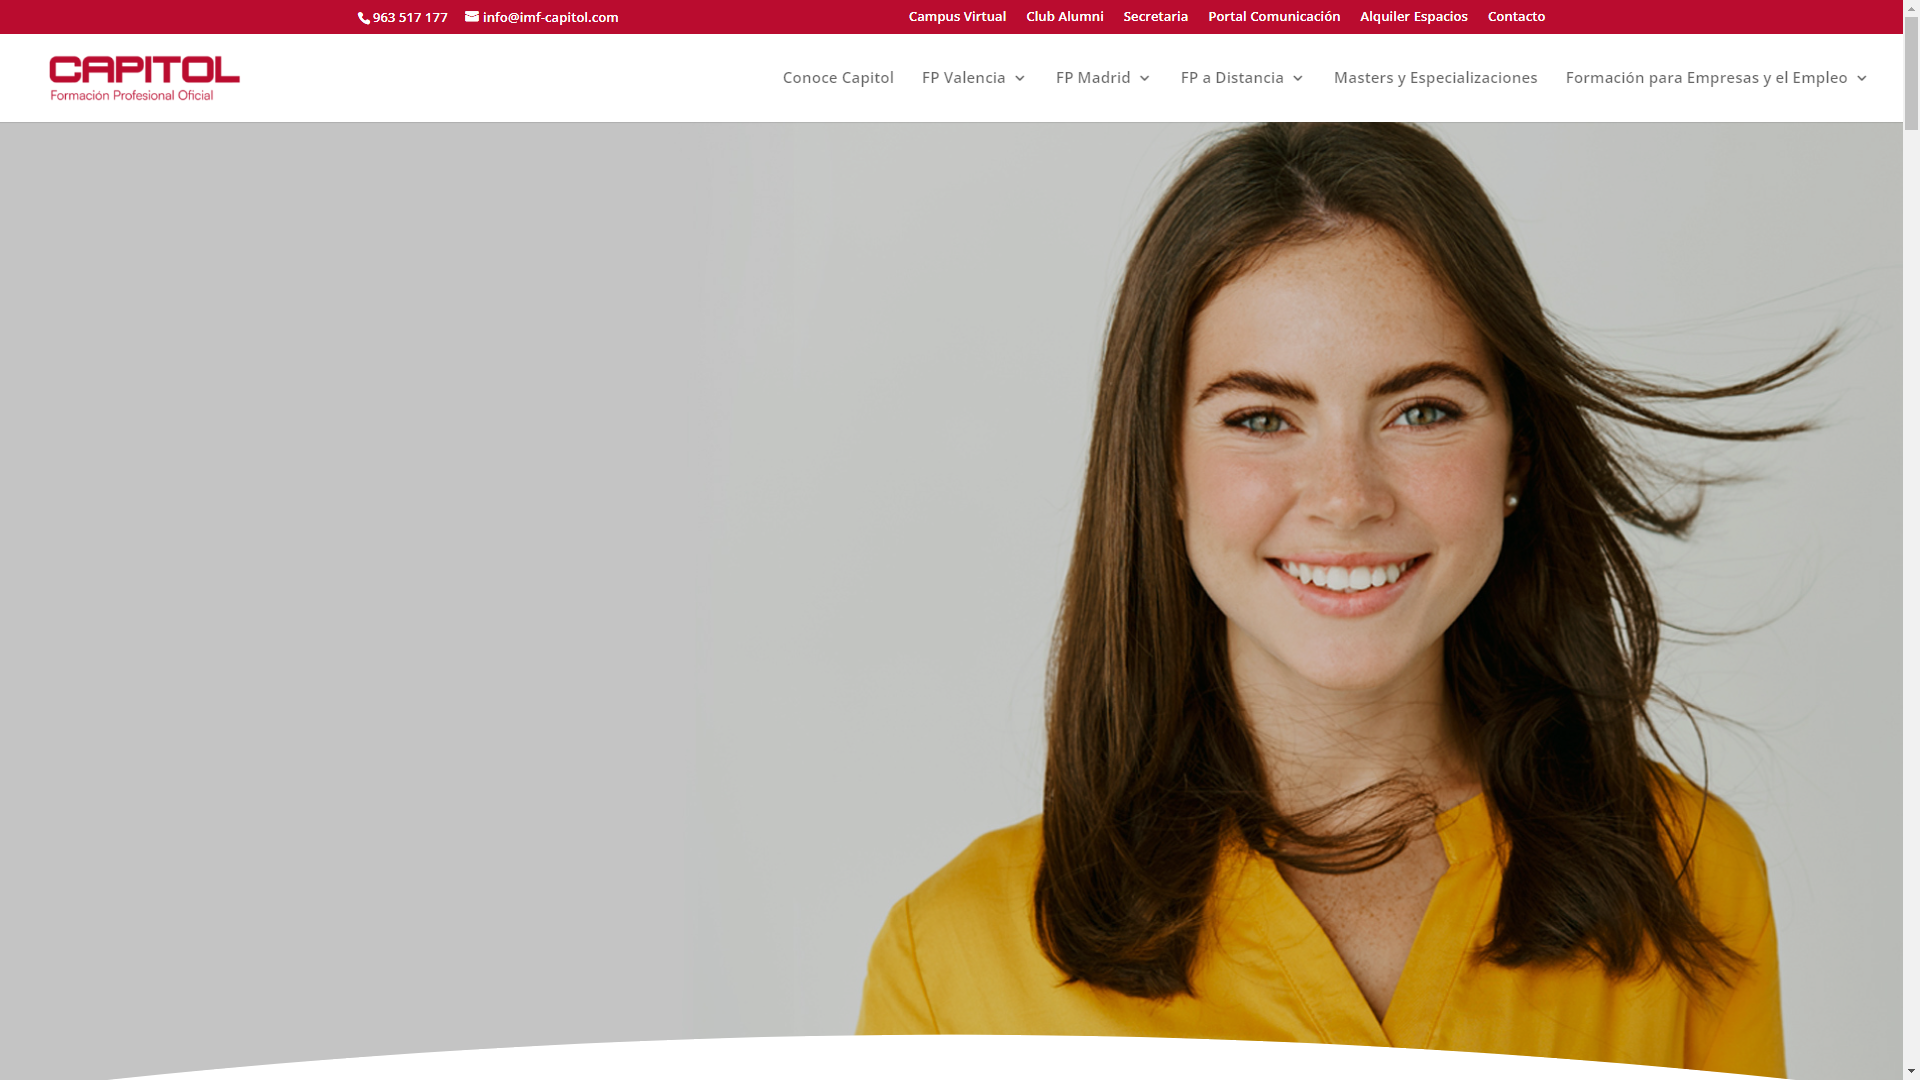 963 517 177 info@imf-capitol.com Campus Virtual Club Alumni Secretaria Portal Comunicación Alquiler Espacios Contacto
CAPITOL
Formación Profesional Oficial
Conoce Capitol FP Valencia FP Madrid FP a Distancia Masters y Especializaciones Formación para Empresas y el Empleo